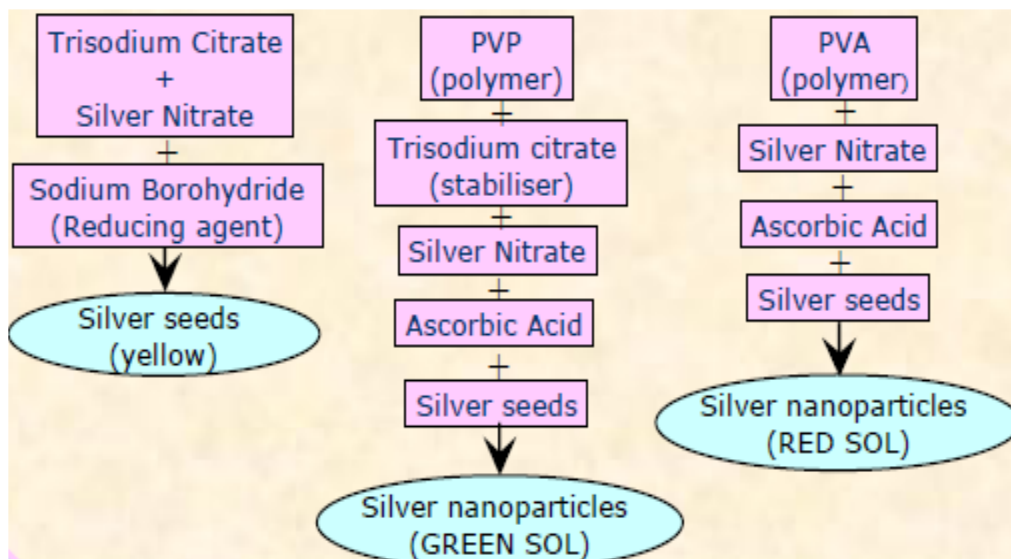 Trisodium Citrate
+
Silver Nitrate
+
Sodium Borohydride
(Reducing agent)
Silver seeds
(yellow)
PVP
(polymer)
+
Trisodium citrate
(stabiliser)
+
Silver Nitrate
+
Ascorbic Acid
+
Silver seeds
Silver nanoparticles
(GREEN SOL)
PVA
(polymer)
+
Silver Nitrate
+
Ascorbic Acid
+
Silver seeds
Silver nanoparticles
(RED SOL)